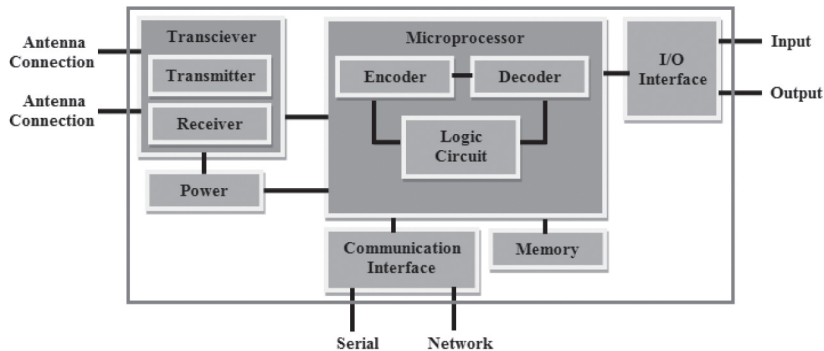 Antenna
Connection
Antenna
Connection
Transciever
Transmitter
Receiver
Power
Microprocessor
Encoder
Decoder
Logic
Circuit
I/O
Interface
Input
Output
Communication
Interface
Memory
Serial
Network